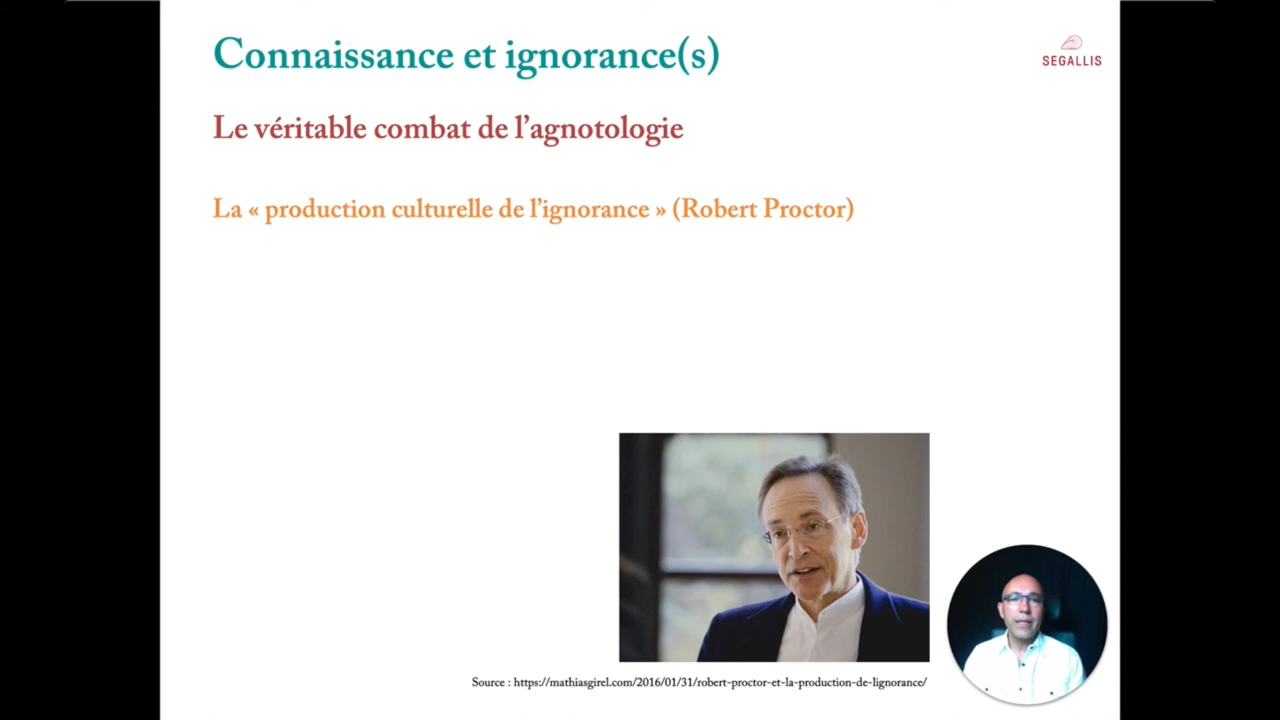 Connaissance et ignorance(s)
SEGALLIS
Le véritable combat de l’agnotologie
La « production culturelle de l’ignorance » (Robert Proctor)
Source : https://mathiasgirel.com/2016/01/31/robert-proctor-et-la-production-de-lignorance/